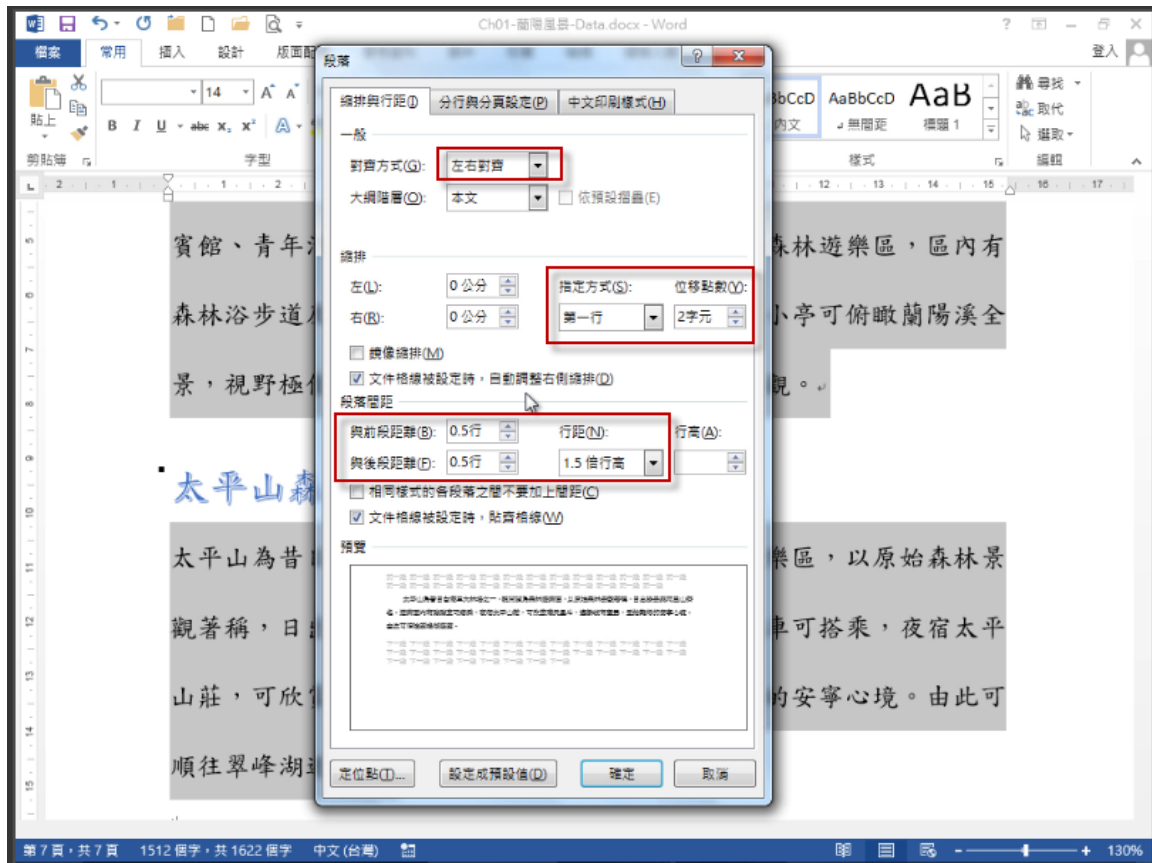 Ch01-蘭陽風景-Data.docx - Word
檔案 常用 插入 設計 版面配 登入
14
貼上 B I U abc X₂ X² A
BbCcD AaBbCcD AaB
內文 無間距 標題 1
尋找
取代
選取
剪貼簿 字型 樣式 編輯
2 1 1 2 12 13 14 15 16 17
段落
縮排與行距(I) 分行與分頁設定(P) 中文印刷樣式(H)
一般
對齊方式(G): 左右對齊
大綱階層(O): 本文 依預設摺疊(E)
縮排
左(L): 0 公分 指定方式(S): 位移點數(Y):
右(R): 0 公分 第一行 2字元
鏡像縮排(M)
文件格線被設定時，自動調整右側縮排(D)
段落間距
與前段距離(B): 0.5行 行距(N): 行高(A):
與後段距離(F): 0.5行 1.5 倍行高
相同樣式的各段落之間不要加上間距(C)
文件格線被設定時，貼齊格線(W)
預覽
定位點(T)... 設定成預設值(D) 確定 取消
賓館、青年 森林遊樂區，區內有
森林浴步道 小亭可俯瞰蘭陽溪全
景，視野極 觀。
太平山森
太平山為昔 樂區，以原始森林景
觀著稱，日 車可搭乘，夜宿太平
山莊，可欣 的安寧心境。由此可
順往翠峰湖
第 7 頁，共 7 頁 1512 個字，共 1622 個字 中文 (台灣) 130%